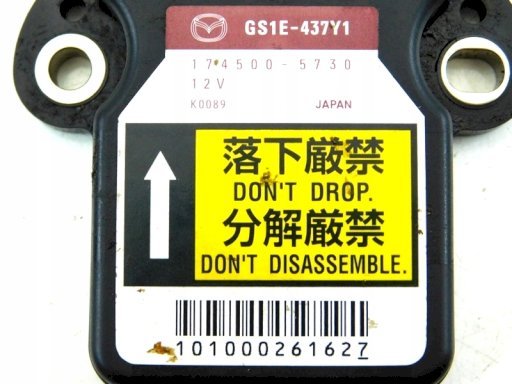 GS1E-437Y1
174500-5730
12V
K0089 JAPAN
落下厳禁
DON'T DROP.
分解厳禁
DON'T DISASSEMBLE.
101000261627